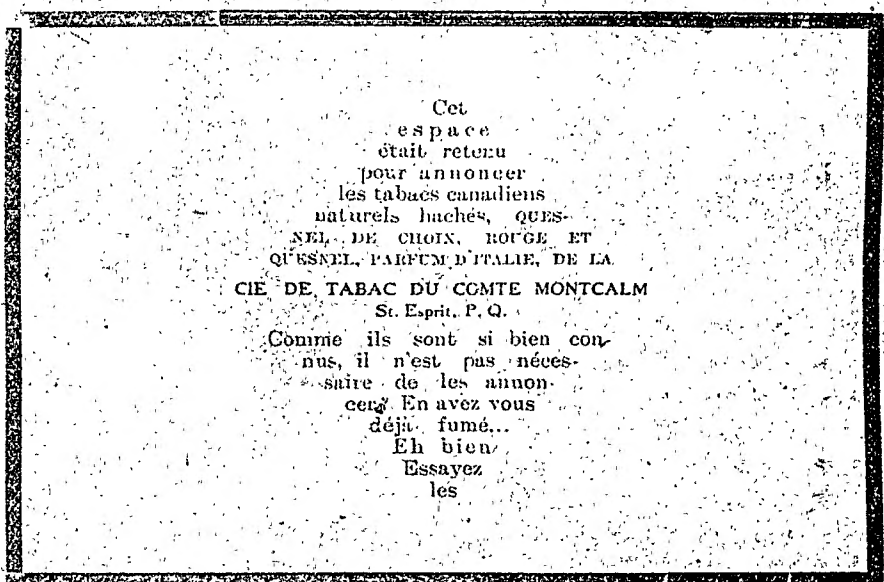 Cet
espace
était retenu
pour annoncer
les tabacs canadiens
naturels hachés, QUES-
NEL DE CHOIX, ROUGE ET
QUESNEL, PARFUM D'ITALIE, DE LA
CIE DE TABAC DU COMTE MONTCALM
St. Esprit, P. Q.
Comme ils sont si bien con-
nus, il n'est pas néces-
saire de les annon-
cer. En avez vous
déjà fumé...
Eh bien
Essayez
les